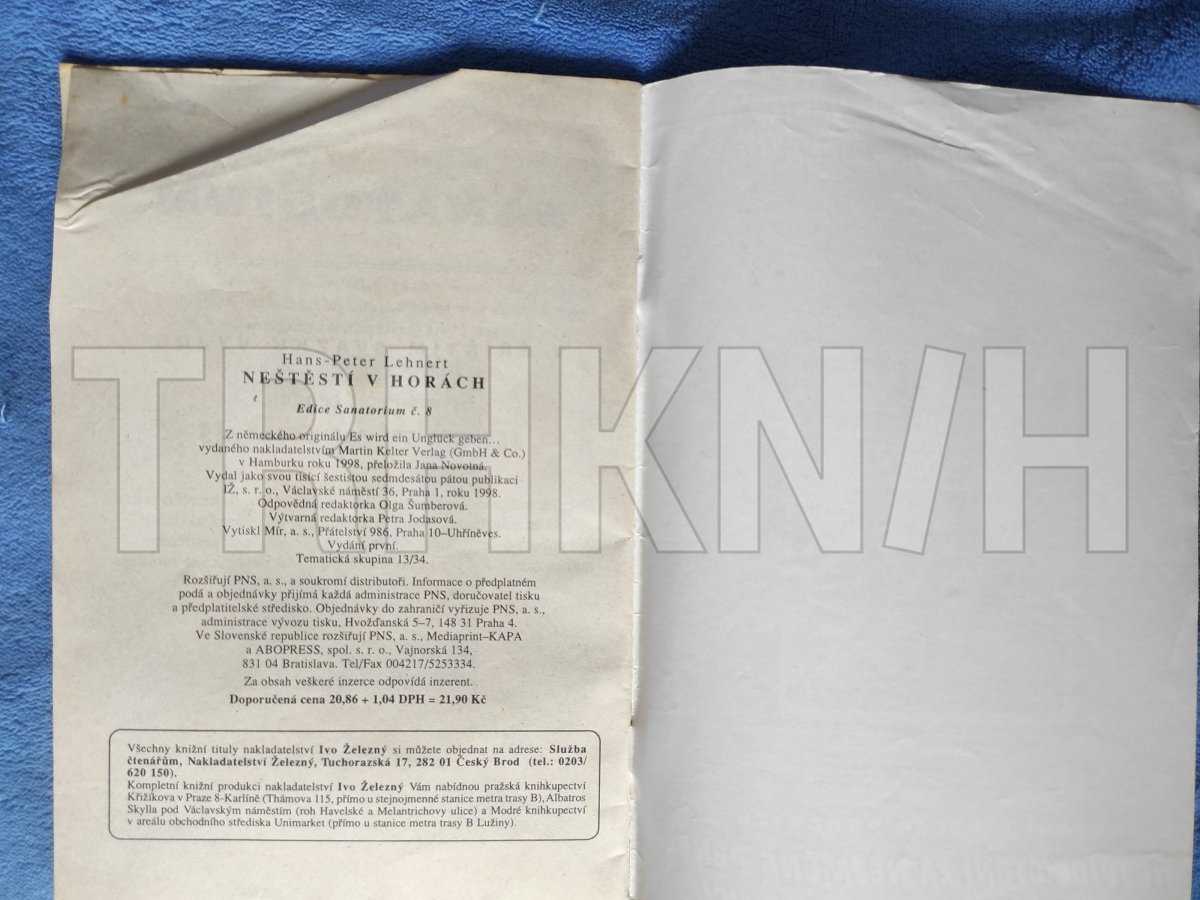 Hans-Peter Lehnert
NEŠTĚSTÍ V HORÁCH
Edice Sanatorium č. 8
Z německého originálu Es wird ein Unglück geben...
vydaného nakladatelstvím Martin Kelter Verlag (GmbH & Co.)
v Hamburku roku 1998, přeložila Jana Novotná.
Vydal jako svou tisící šestistou sedmdesátou pátou publikaci
IŽ, s. r. o., Václavské náměstí 36, Praha 1, roku 1998.
Odpovědná redaktorka Olga Šumberová.
Výtvarná redaktorka Petra Jodasová.
Vytiskl Mír, a. s., Přátelství 986, Praha 10–Uhříněves.
Vydání první.
Tematická skupina 13/34.
Rozšiřují PNS, a. s., a soukromí distributoři. Informace o předplatném
podá a objednávky přijímá každá administrace PNS, doručovatel tisku
a předplatitelské středisko. Objednávky do zahraničí vyřizuje PNS, a. s.,
administrace vývozu tisku, Hvožďanská 5–7, 148 31 Praha 4.
Ve Slovenské republice rozšiřují PNS, a. s., Mediaprint–KAPA
a ABOPRESS, spol. s. r. o., Vajnorská 134,
831 04 Bratislava. Tel/Fax 004217/5253334.
Za obsah veškeré inzerce odpovídá inzerent.
Doporučená cena 20,86 + 1,04 DPH = 21,90 Kč
Všechny knižní tituly nakladatelství Ivo Železný si můžete objednat na adrese: Služba
čtenářům, Nakladatelství Železný, Tuchorazská 17, 282 01 Český Brod (tel.: 0203/
620 150).
Kompletní knižní produkci nakladatelství Ivo Železný Vám nabídnou pražská knihkupectví
Křižíkova v Praze 8-Karlíně (Thámova 115, přímo u stejnojmenné stanice metra trasy B), Albatros
Skylla pod Václavským náměstím (roh Havelské a Melantrichovy ulice) a Modré knihkupectví
v areálu obchodního střediska Unimarket (přímo u stanice metra trasy B Lužiny).
TRHKN/H